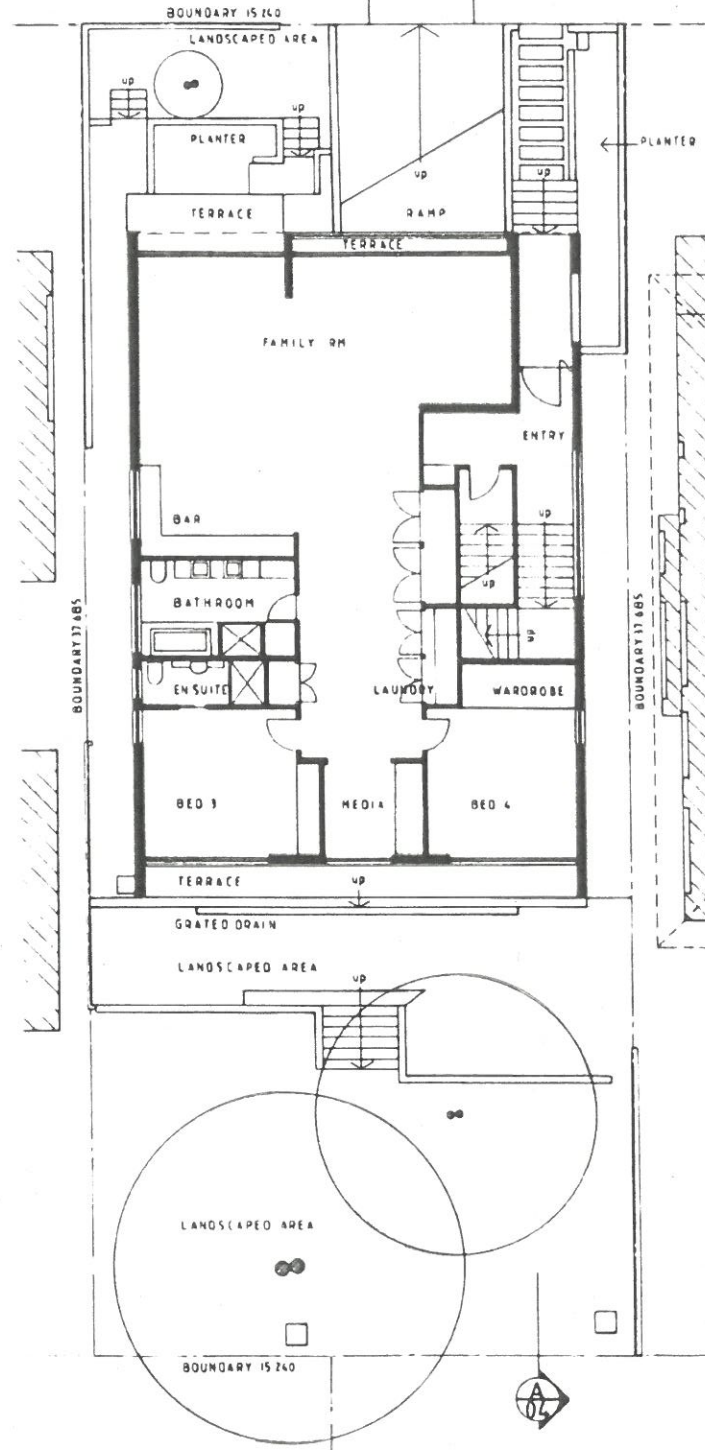 BOUNDARY 15 240
LANDSCAPED AREA
up
up
PLANTER
PLANTER
up
up
TERRACE
RAMP
TERRACE
FAMILY RM
ENTRY
BAR
up
up
BATHROOM
up
BOUNDARY 37 685
BOUNDARY 37 685
ENSUITE
LAUNDRY
WARDROBE
BED 3
MEDIA
BED 4
TERRACE
up
GRATED DRAIN
LANDSCAPED AREA
up
LANDSCAPED AREA
BOUNDARY 15 240
A
04